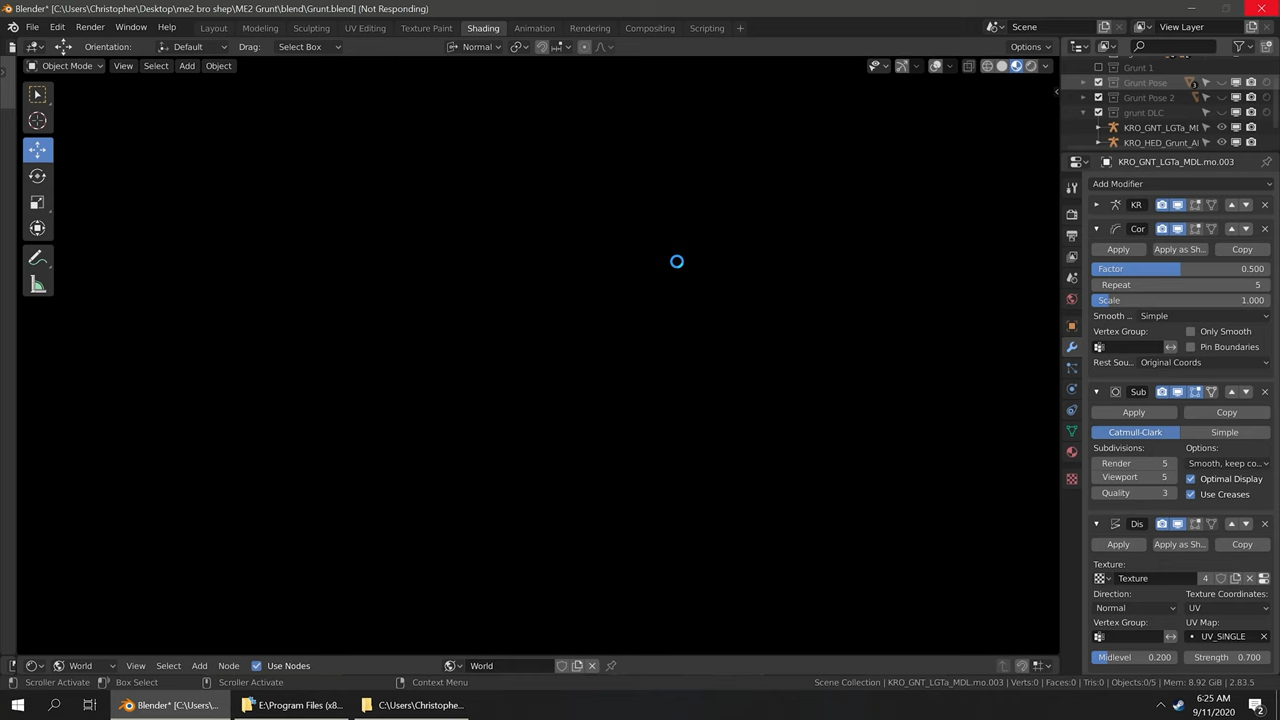 Blender* [C:\Users\Christopher\Desktop\me2 bro shep\ME2 Grunt\blend\Grunt.blend] (Not Responding)
File Edit Render Window Help Layout Modeling Sculpting UV Editing Texture Paint Shading Animation Rendering Compositing Scripting Scene View Layer
Orientation: Default Drag: Select Box Normal Options
Object Mode View Select Add Object
Grunt 1
Grunt Pose 3
Grunt Pose 2
grunt DLC
KRO_GNT_LGTa_MI
KRO_HED_Grunt_Al
KRO_GNT_LGTa_MDL.mo.003
Add Modifier
KR
Cor
Apply Apply as Sh... Copy
Factor 0.500
Repeat 5
Scale 1.000
Smooth ... Simple
Vertex Group: Only Smooth
Pin Boundaries
Rest Sou... Original Coords
Sub
Apply Copy
Catmull-Clark Simple
Subdivisions: Options:
Render 5 Smooth, keep co...
Viewport 5 Optimal Display
Quality 3 Use Creases
Dis
Apply Apply as Sh... Copy
Texture:
Texture 4
Direction: Texture Coordinates:
Normal UV
Vertex Group: UV Map:
UV_SINGLE
Midlevel 0.200 Strength 0.700
World View Select Add Node Use Nodes World
Scroller Activate Box Select Scroller Activate Context Menu Scene Collection | KRO_GNT_LGTa_MDL.mo.003 | Verts:0 | Faces:0 | Tris:0 | Objects:0/5 | Mem: 8.92 GiB | 2.83.5
Blender* [C:\Users\... E:\Program Files (x8... C:\Users\Christophe... 6:25 AM
9/11/2020 2